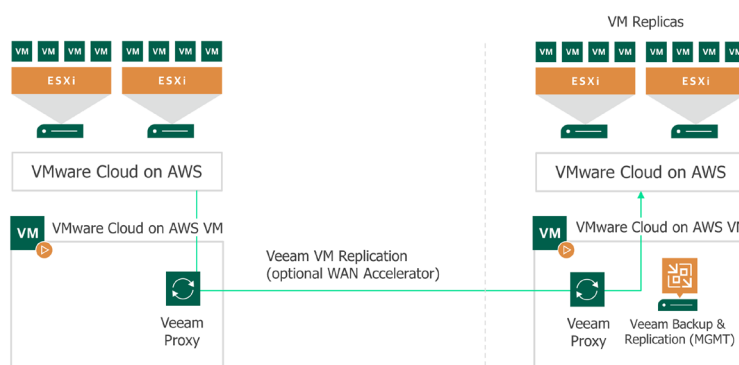 VM Replicas
VM VM VM VM VM VM VM VM
VM VM VM VM VM VM VM
ESXi ESXi
ESXi ESXi
VMware Cloud on AWS
VMware Cloud on AWS
VM VMware Cloud on AWS VM
VM VMware Cloud on AWS
Veeam VM Replication
(optional WAN Accelerator)
Veeam
Proxy
Veeam
Proxy
Veeam Backup &
Replication (MGMT)